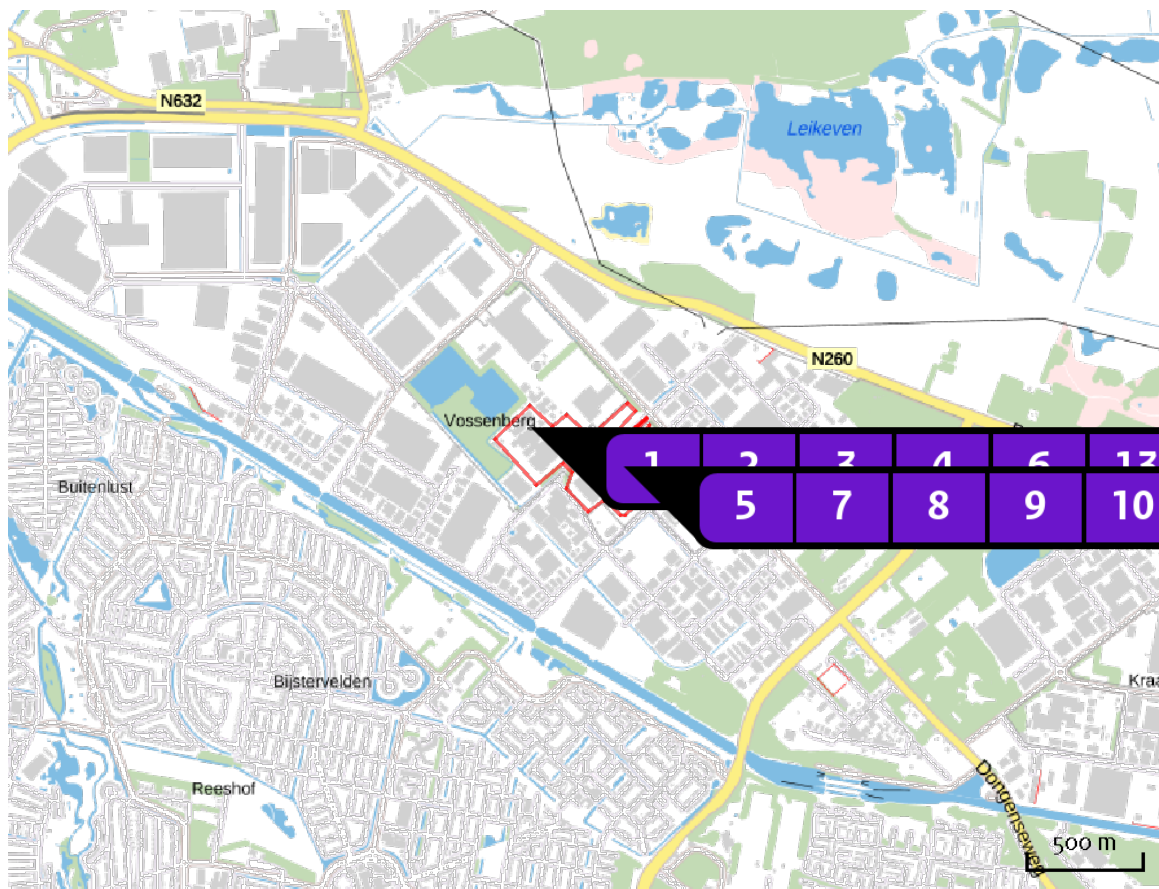 N632
Leikeven
N260
Vossenberg
1 2 3 4 6 13
Buitenlust
5 7 8 9 10
Bijstervelden
Reeshof
Dongenseweg
500 m